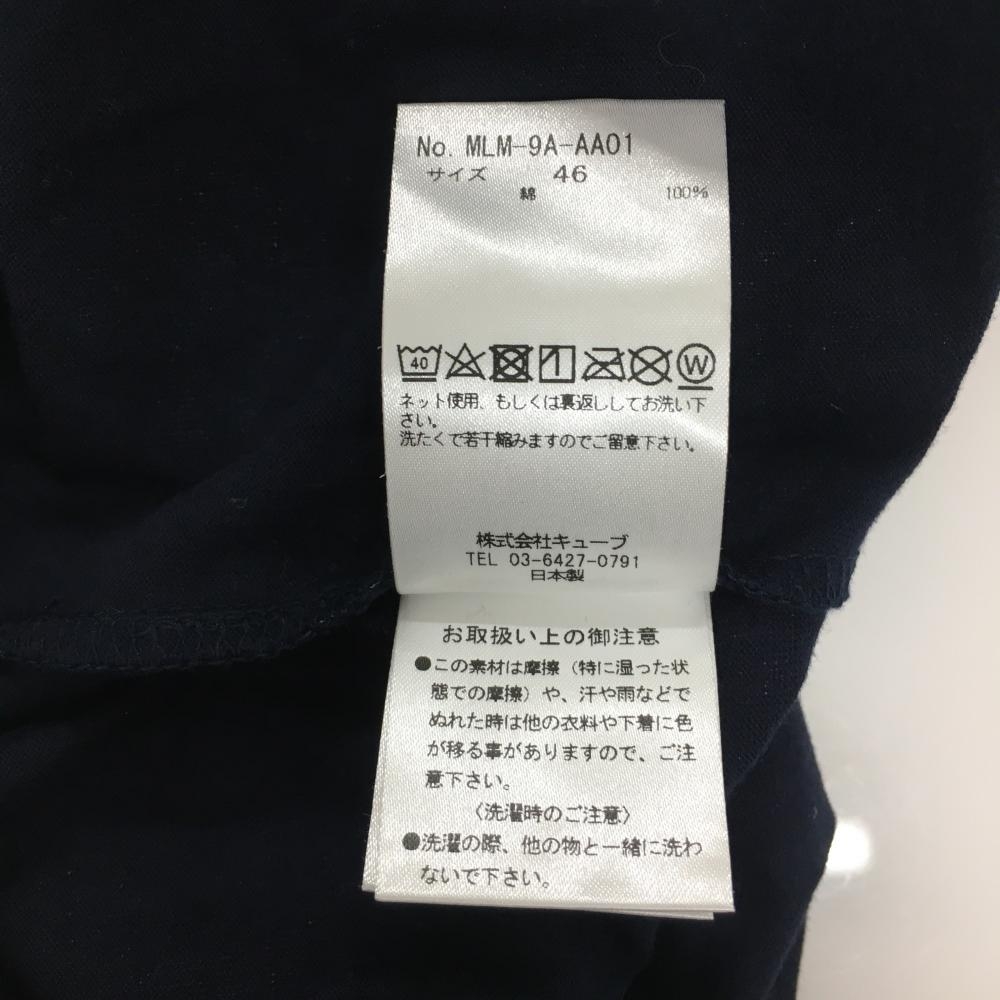 No. MLM-9A-AA01
サイズ 46
綿 100%
40 W
ネット使用、もしくは裏返ししてお洗い下
さい。
洗たくで若干縮みますのでご留意下さい。
株式会社キューブ
TEL 03-6427-0791
日本製
お取扱い上の御注意
●この素材は摩擦（特に湿った状
態での摩擦）や、汗や雨などで
ぬれた時は他の衣料や下着に色
が移る事がありますので、ご注
意下さい。
〈洗濯時のご注意〉
●洗濯の際、他の物と一緒に洗わ
ないで下さい。